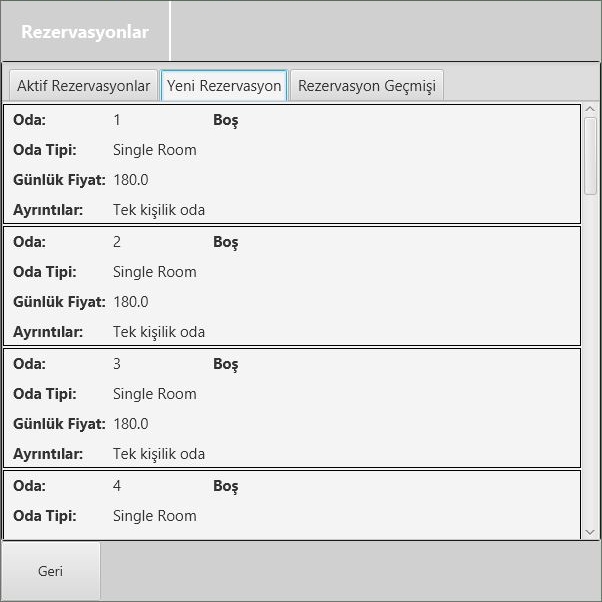 Rezervasyonlar
Aktif Rezervasyonlar Yeni Rezervasyon Rezervasyon Geçmişi
Oda: 1 Boş
Oda Tipi: Single Room
Günlük Fiyat: 180.0
Ayrıntılar: Tek kişilik oda
Oda: 2 Boş
Oda Tipi: Single Room
Günlük Fiyat: 180.0
Ayrıntılar: Tek kişilik oda
Oda: 3 Boş
Oda Tipi: Single Room
Günlük Fiyat: 180.0
Ayrıntılar: Tek kişilik oda
Oda: 4 Boş
Oda Tipi: Single Room
Geri